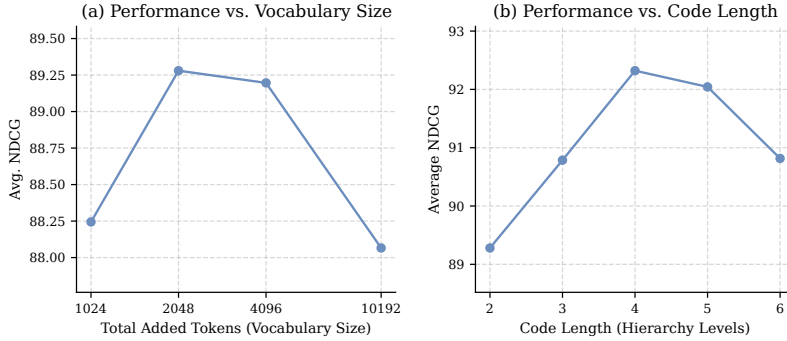 (a) Performance vs. Vocabulary Size
89.50
89.25
89.00
88.75
88.50
88.25
88.00
Avg. NDCG
1024 2048 4096 10192
Total Added Tokens (Vocabulary Size)
(b) Performance vs. Code Length
93
92
91
90
89
Average NDCG
2 3 4 5 6
Code Length (Hierarchy Levels)